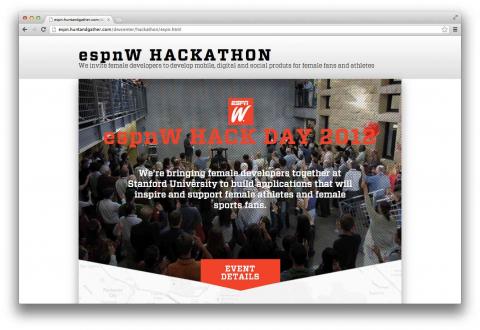 espn.huntandgather.com/d
espn.huntandgather.com/devcenter/hackathon/espn.html
espnW HACKATHON
We invite female developers to develop mobile, digital and social produts for female fans and athletes
ESPN
W
espnW HACK DAY 2012
We're bringing female developers together at
Stanford University to build applications that will
inspire and support female athletes and female
sports fans.
EVENT
DETAILS